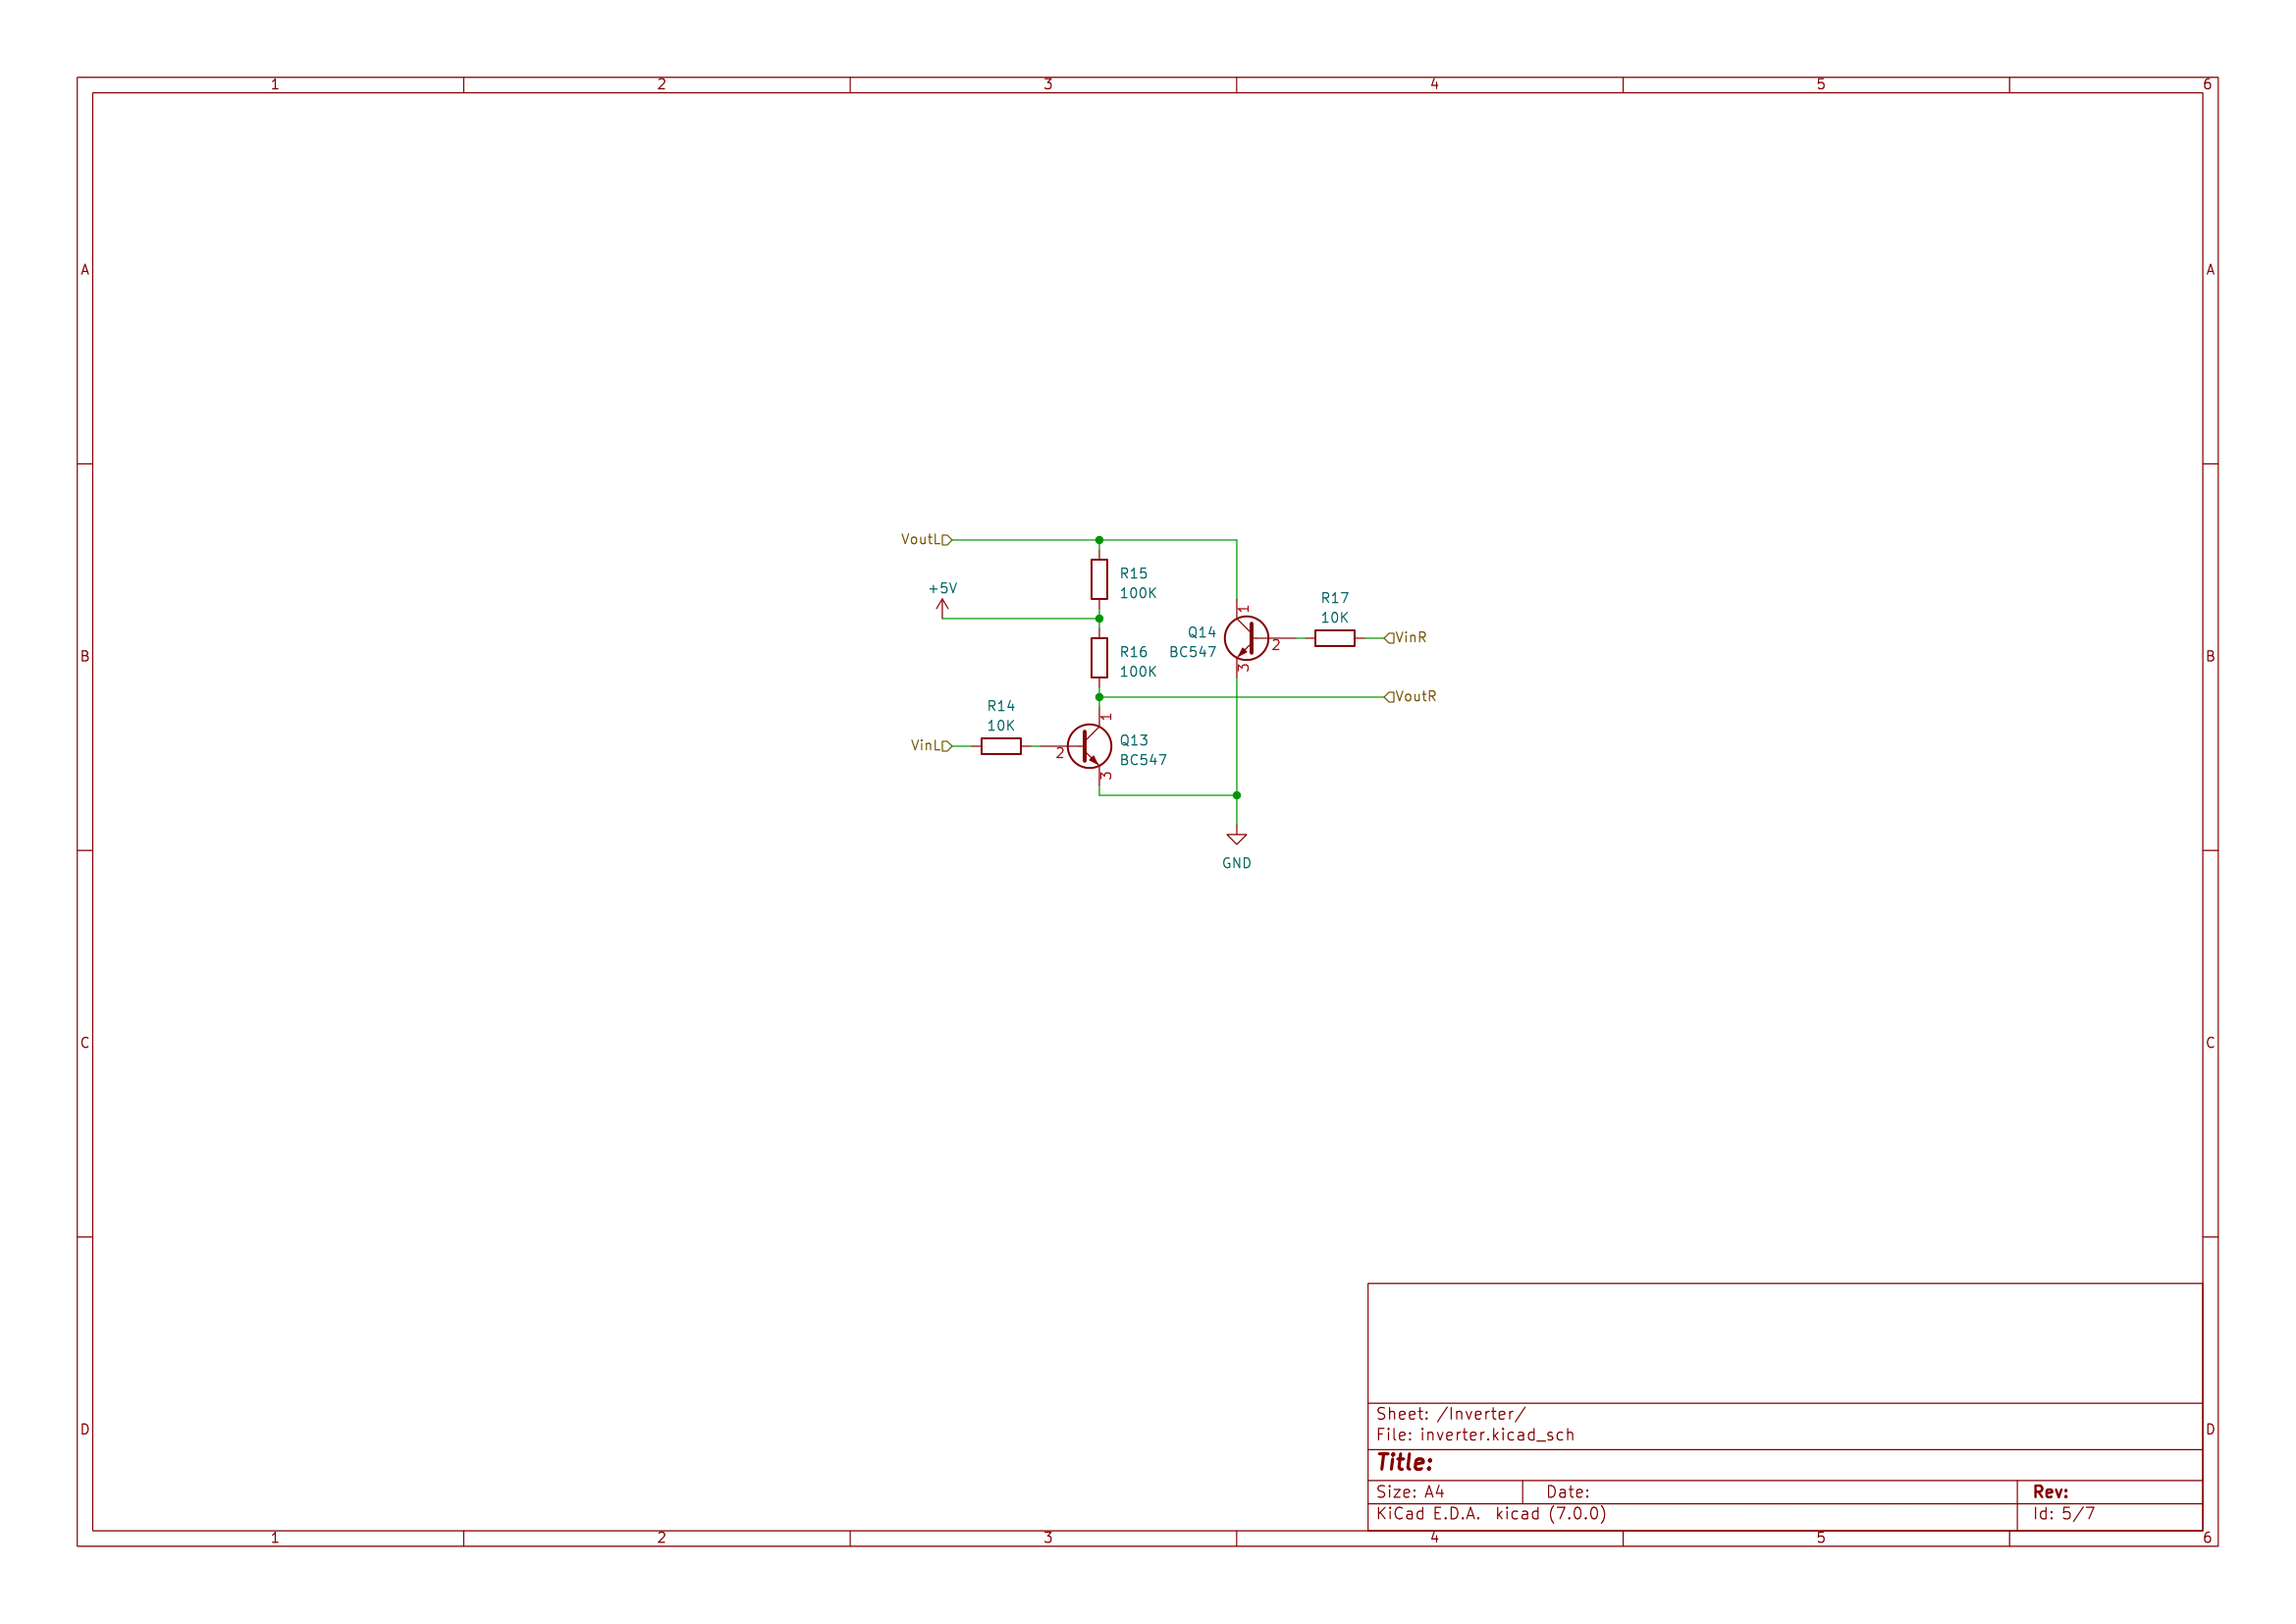 1 2 3 4 5 6
A A
VoutL
R15
100K
+5V
R17
10K
1
Q14
BC547
2
VinR
3
B B
R16
100K
VoutR
R14
10K
1
VinL
2
Q13
BC547
3
GND
C C
Sheet: /Inverter/
File: inverter.kicad_sch
D D
Title:
Size: A4 Date: Rev:
KiCad E.D.A. kicad (7.0.0) Id: 5/7
1 2 3 4 5 6